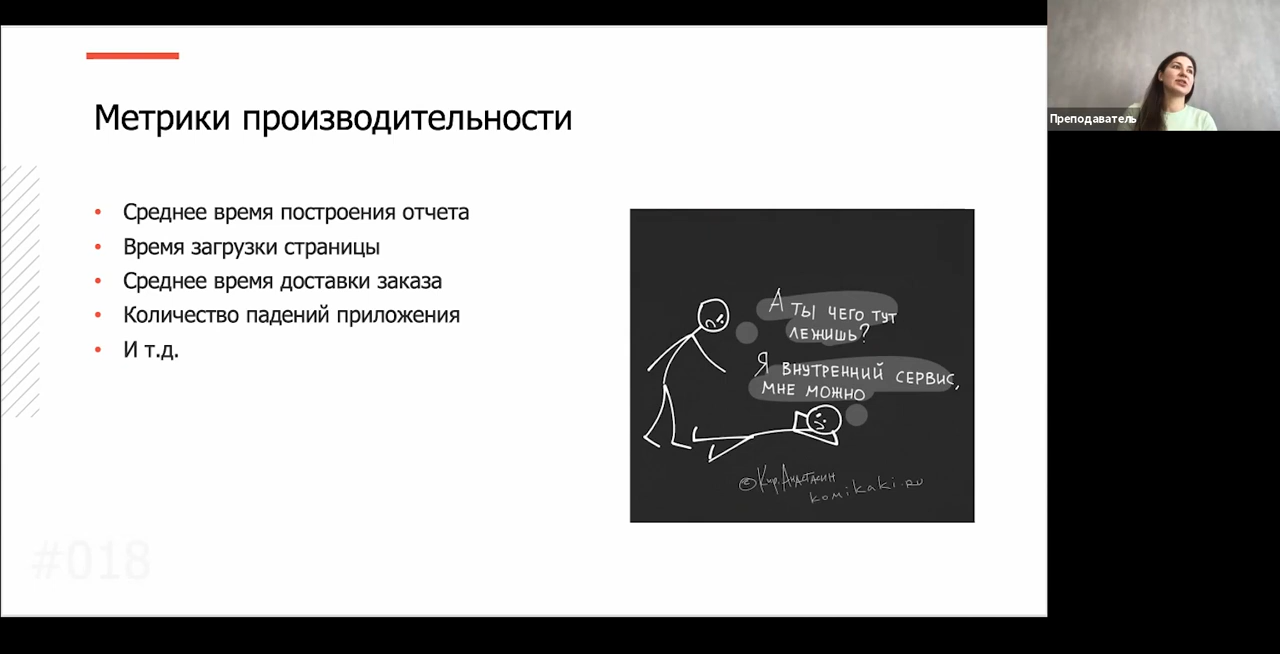 Метрики производительности
• Среднее время построения отчета
• Время загрузки страницы
• Среднее время доставки заказа
• Количество падений приложения
• И т.д.
А ТЫ ЧЕГО ТУТ
ЛЕЖИШЬ?
Я ВНУТРЕННИЙ СЕРВИС,
МНЕ МОЖНО
komikaki.ru
#018
Преподаватель